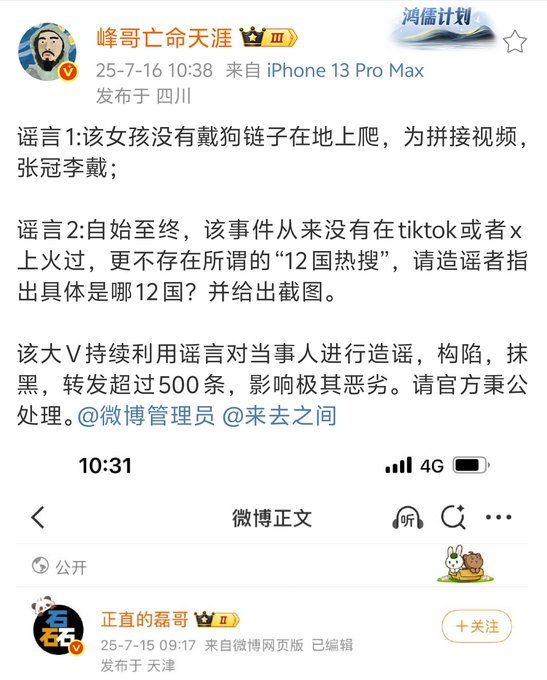 鸿儒计划
峰哥亡命天涯 III
25-7-16 10:38 来自 iPhone 13 Pro Max
发布于 四川
谣言1:该女孩没有戴狗链子在地上爬，为拼接视频，
张冠李戴；
谣言2:自始至终，该事件从来没有在tiktok或者x
上火过，更不存在所谓的“12国热搜”，请造谣者指
出具体是哪12国？并给出截图。
该大V持续利用谣言对当事人进行造谣，构陷，抹
黑，转发超过500条，影响极其恶劣。请官方秉公
处理。@微博管理员 @来去之间
10:31 4G
微博正文 听
公开
石石石
正直的磊哥 II
+关注
25-7-15 09:17 来自微博网页版 已编辑
发布于 天津